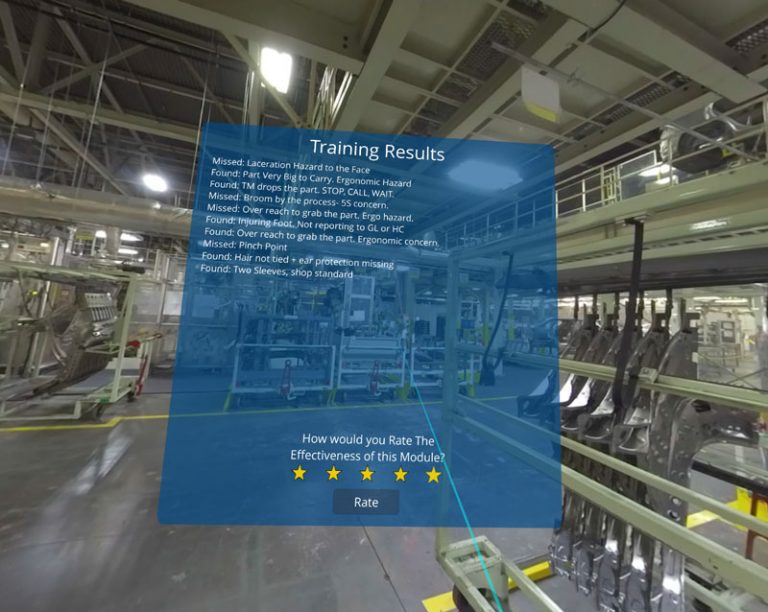 Training Results
Missed: Laceration Hazard to the Face
Found: Part Very Big to Carry. Ergonomic Hazard
Found: TM drops the part. STOP, CALL, WAIT.
Missed: Broom by the process- 5S concern.
Missed: Over reach to grab the part. Ergo hazard.
Found: Injuring Foot, Not reporting to GL or HC
Found: Over reach to grab the part. Ergonomic concern.
Missed: Pinch Point
Found: Hair not tied + ear protection missing
Found: Two Sleeves, shop standard
How would you Rate The
Effectiveness of this Module?
Rate